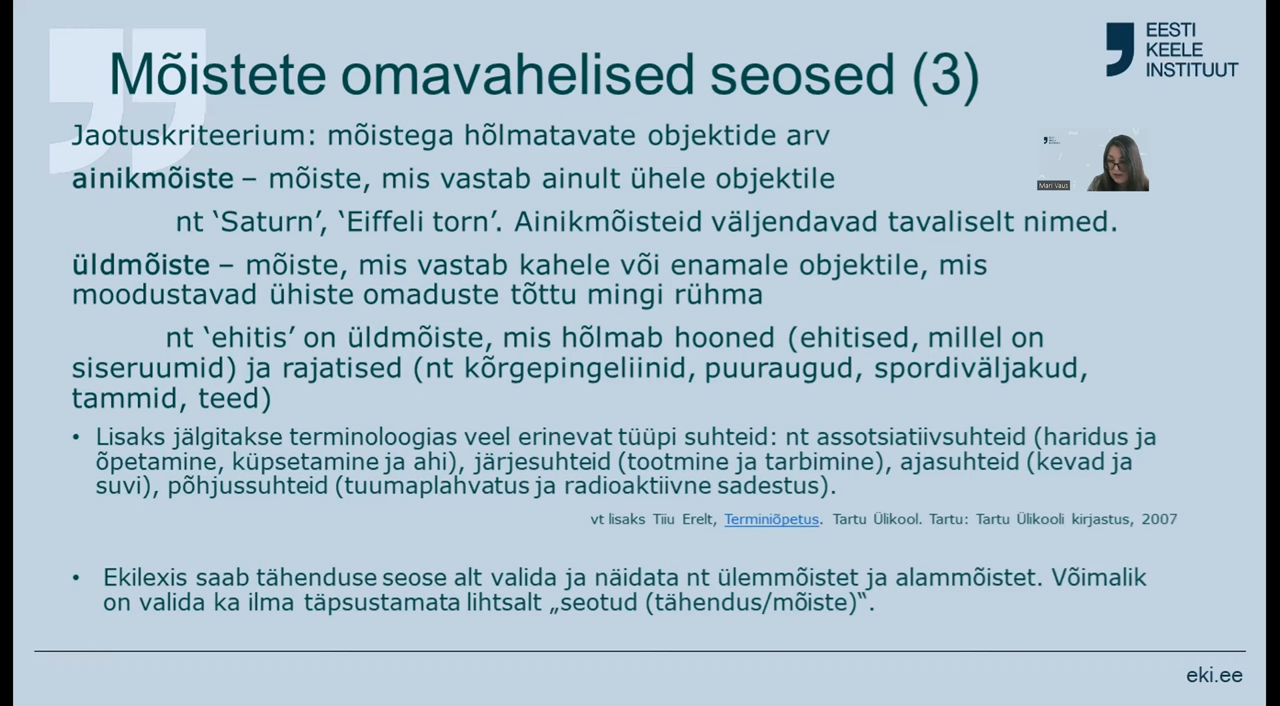 Mõistete omavahelised seosed (3)
EESTI
KEELE
INSTITUUT
Jaotuskriteerium: mõistega hõlmatavate objektide arv
ainikmõiste – mõiste, mis vastab ainult ühele objektile
Mari Vaus
nt ‘Saturn’, ‘Eiffeli torn’. Ainikmõisteid väljendavad tavaliselt nimed.
üldmõiste – mõiste, mis vastab kahele või enamale objektile, mis
moodustavad ühiste omaduste tõttu mingi rühma
nt ‘ehitis’ on üldmõiste, mis hõlmab hooned (ehitised, millel on
siseruumid) ja rajatised (nt kõrgepingeliinid, puuraugud, spordiväljakud,
tammid, teed)
• Lisaks jälgitakse terminoloogias veel erinevat tüüpi suhteid: nt assotsiatiivsuhteid (haridus ja
õpetamine, küpsetamine ja ahi), järjesuhteid (tootmine ja tarbimine), ajasuhteid (kevad ja
suvi), põhjussuhteid (tuumaplahvatus ja radioaktiivne sadestus).
vt lisaks Tiiu Erelt, Terminiõpetus. Tartu Ülikool. Tartu: Tartu Ülikooli kirjastus, 2007
• Ekilexis saab tähenduse seose alt valida ja näidata nt ülemmõistet ja alammõistet. Võimalik
on valida ka ilma täpsustamata lihtsalt „seotud (tähendus/mõiste)“.
eki.ee